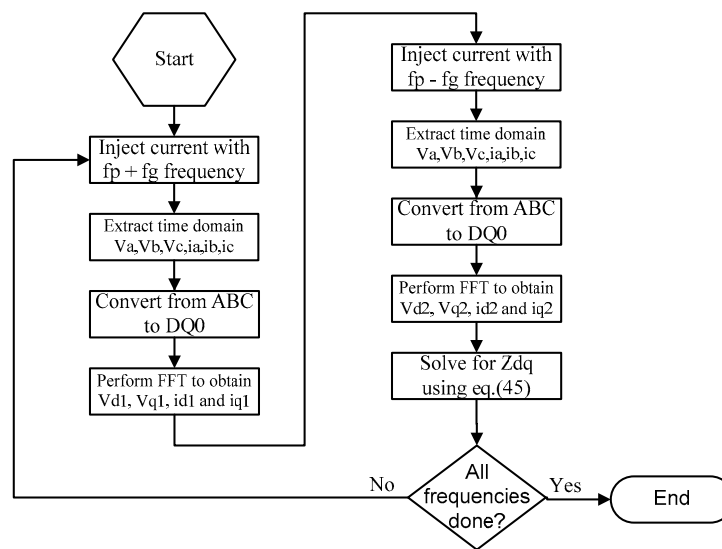 Start
Inject current with
fp + fg frequency
Extract time domain
Va,Vb,Vc,ia,ib,ic
Convert from ABC
to DQ0
Perform FFT to obtain
Vd1, Vq1, id1 and iq1
Inject current with
fp - fg frequency
Extract time domain
Va,Vb,Vc,ia,ib,ic
Convert from ABC
to DQ0
Perform FFT to obtain
Vd2, Vq2, id2 and iq2
Solve for Zdq
using eq.(45)
All
frequencies
done?
No
Yes
End